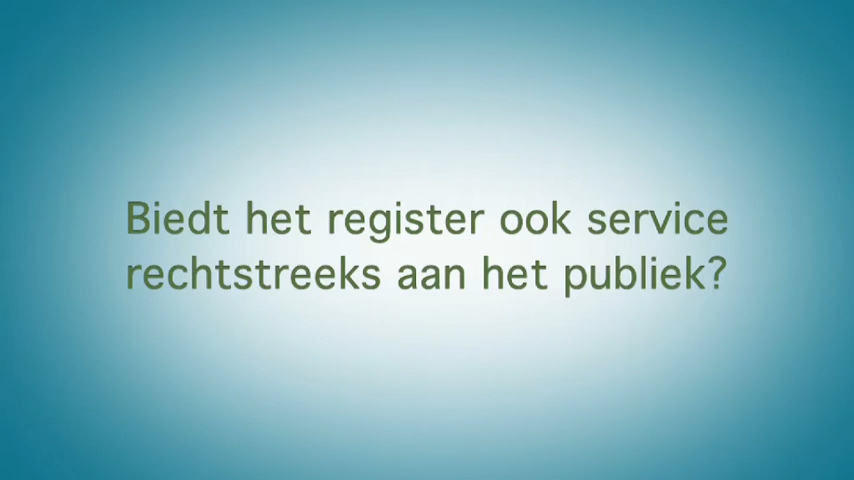 Biedt het register ook service
rechtstreeks aan het publiek?